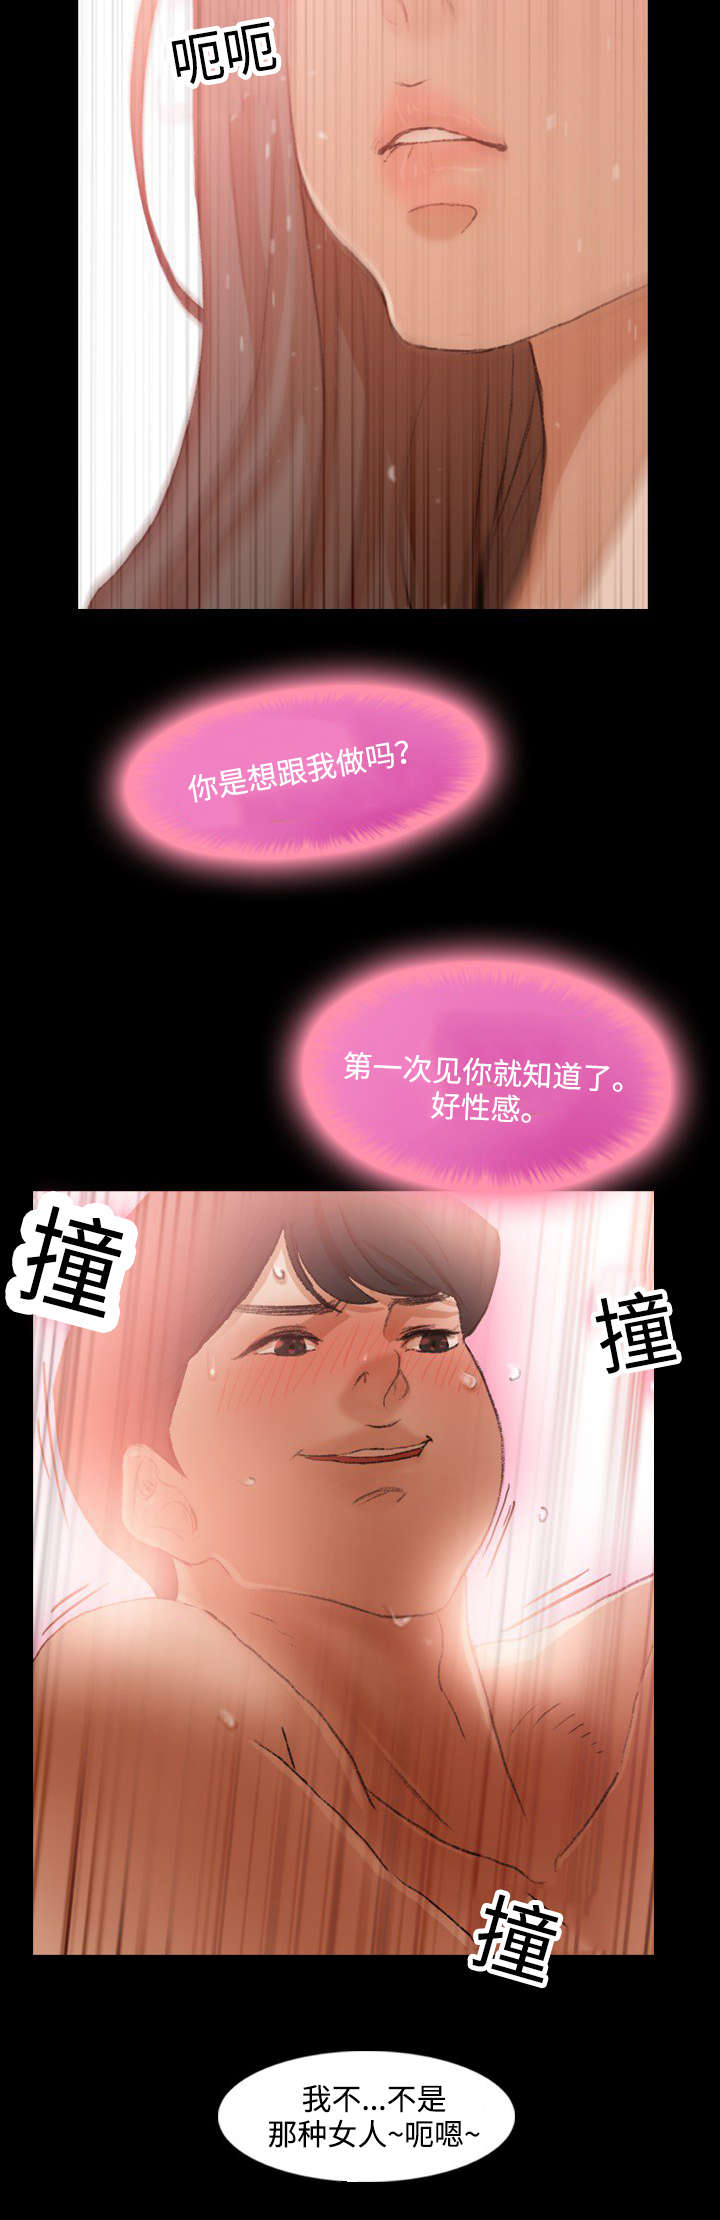 呃呃
你是想跟我做吗?
第一次见你就知道了。
好性感。
撞
撞
撞
我不...不是
那种女人~呃嗯~